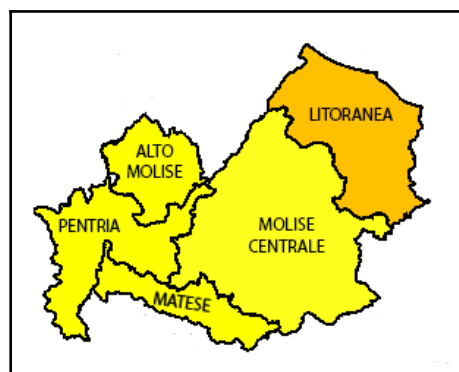 LITORANEA
ALTO
MOLISE
PENTRIA
MOLISE
CENTRALE
MATESE